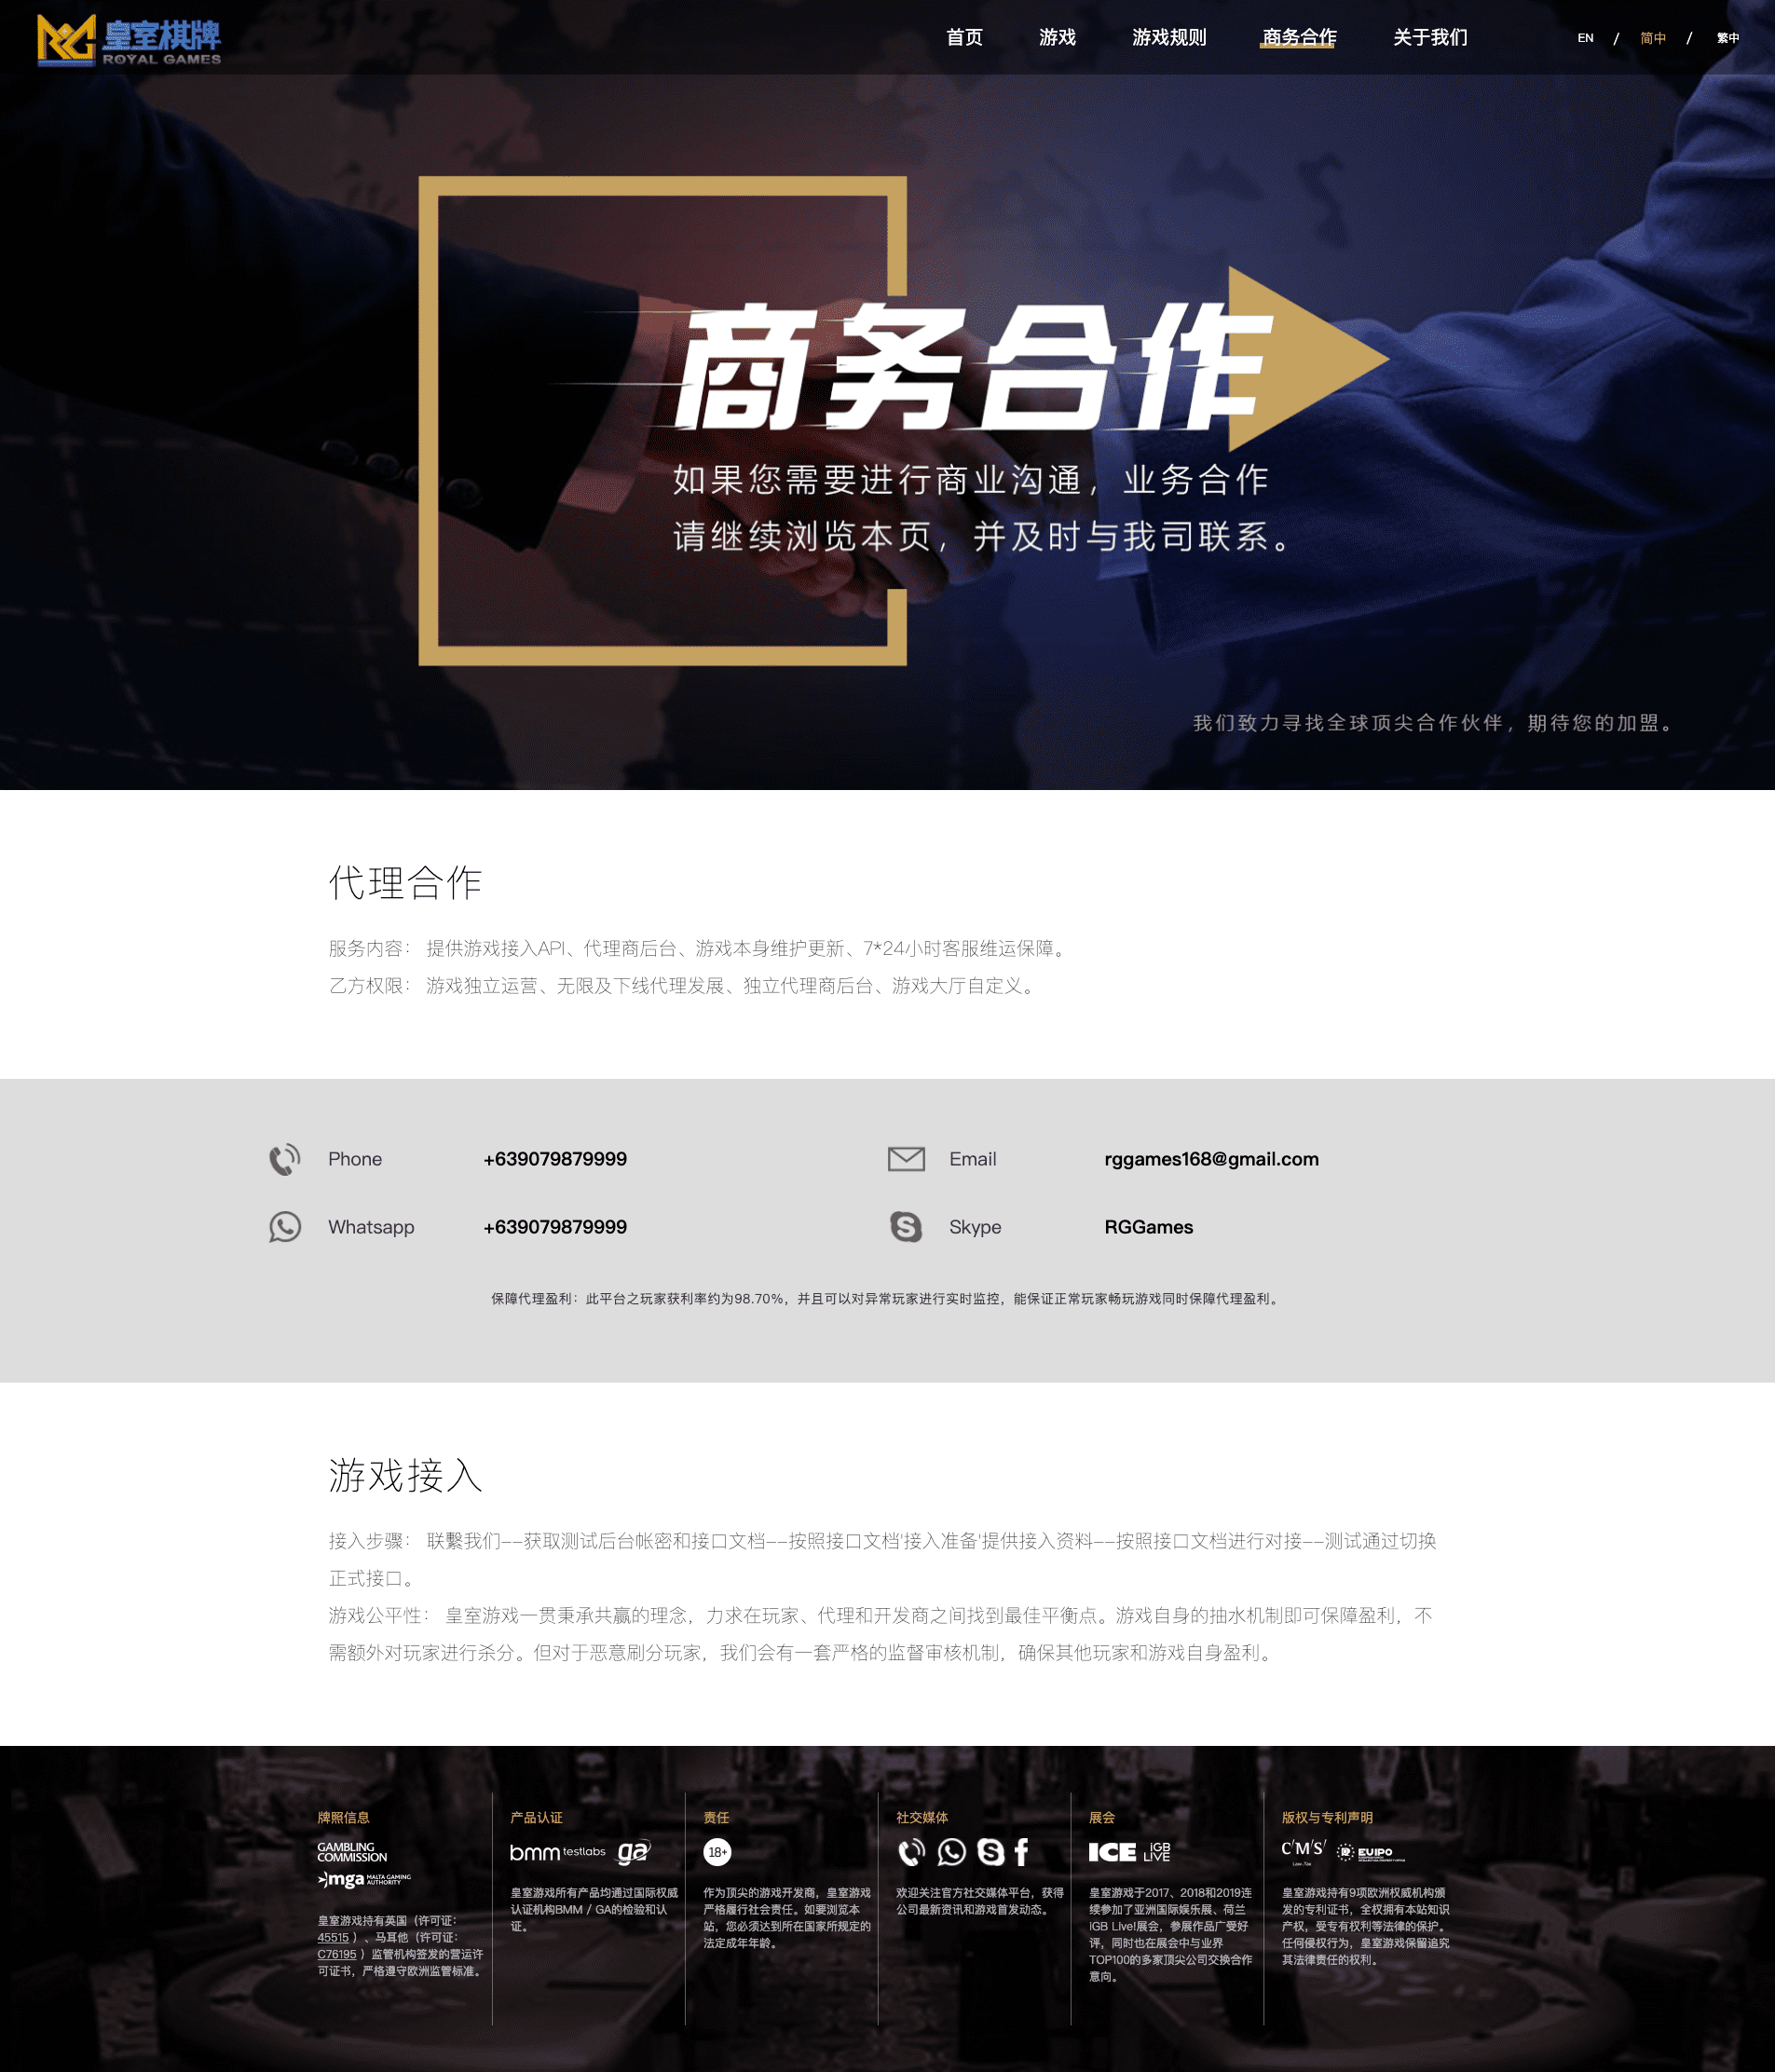 皇室棋牌
ROYAL GAMES
首页 游戏 游戏规则 商务合作 关于我们 EN / 简中 / 繁中
商务合作
如果您需要进行商业沟通，业务合作
请继续浏览本页，并及时与我司联系。
我们致力寻找全球顶尖合作伙伴，期待您的加盟。
代理合作
服务内容： 提供游戏接入API、代理商后台、游戏本身维护更新、7*24小时客服维运保障。
乙方权限： 游戏独立运营、无限及下线代理发展、独立代理商后台、游戏大厅自定义。
Phone +639079879999
Email rggames168@gmail.com
Whatsapp +639079879999
Skype RGGames
保障代理盈利：此平台之玩家获利率约为98.70%，并且可以对异常玩家进行实时监控，能保证正常玩家畅玩游戏同时保障代理盈利。
游戏接入
接入步骤： 联繫我们--获取测试后台帐密和接口文档--按照接口文档'接入准备'提供接入资料--按照接口文档进行对接--测试通过切换
正式接口。
游戏公平性： 皇室游戏一贯秉承共赢的理念，力求在玩家、代理和开发商之间找到最佳平衡点。游戏自身的抽水机制即可保障盈利，不
需额外对玩家进行杀分。但对于恶意刷分玩家，我们会有一套严格的监督审核机制，确保其他玩家和游戏自身盈利。
牌照信息
GAMBLING
COMMISSION
mga MALTA GAMING
AUTHORITY
皇室游戏持有英国（许可证：
45515 ）、马耳他（许可证：
C76195 ）监管机构签发的营运许
可证书，严格遵守欧洲监管标准。
产品认证
bmm testlabs ga
皇室游戏所有产品均通过国际权威
认证机构BMM / GA的检验和认
证。
责任
18+
作为顶尖的游戏开发商，皇室游戏
严格履行社会责任。如要浏览本
站，您必须达到所在国家所规定的
法定成年年龄。
社交媒体
欢迎关注官方社交媒体平台，获得
公司最新资讯和游戏首发动态。
展会
ICE iGB
LIVE
皇室游戏于2017、2018和2019连
续参加了亚洲国际娱乐展、荷兰
iGB Live!展会，参展作品广受好
评，同时也在展会中与业界
TOP100的多家顶尖公司交换合作
意向。
版权与专利声明
C'M'S'
Law.Tax
EUIPO
皇室游戏持有9项欧洲权威机构颁
发的专利证书，全权拥有本站知识
产权，受专有权利等法律的保护。
任何侵权行为，皇室游戏保留追究
其法律责任的权利。